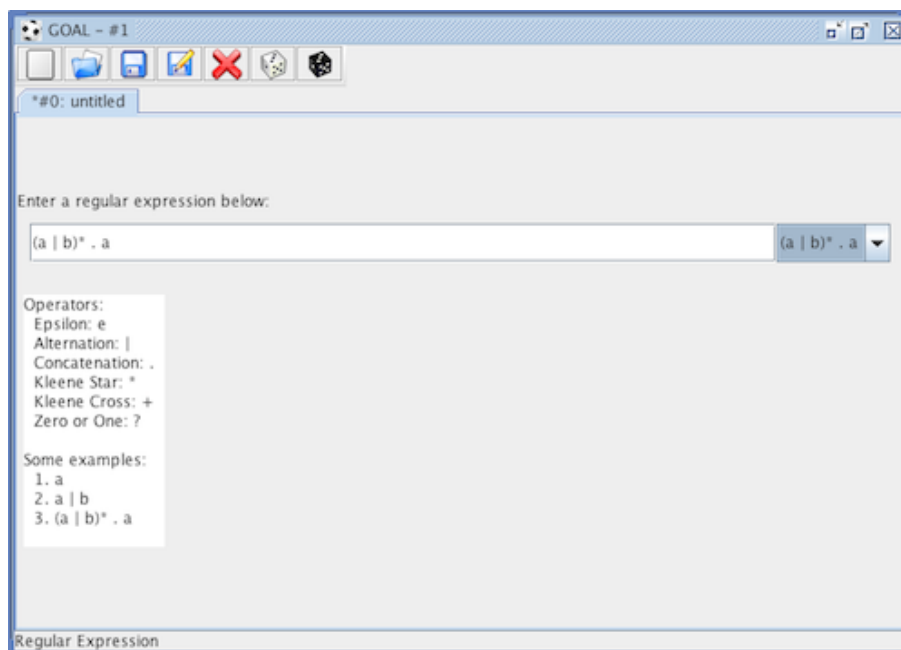 GOAL – #1
*#0: untitled
Enter a regular expression below:
(a | b)* . a
(a | b)* . a
Operators:
Epsilon: e
Alternation: |
Concatenation: .
Kleene Star: *
Kleene Cross: +
Zero or One: ?
Some examples:
1. a
2. a | b
3. (a | b)* . a
Regular Expression